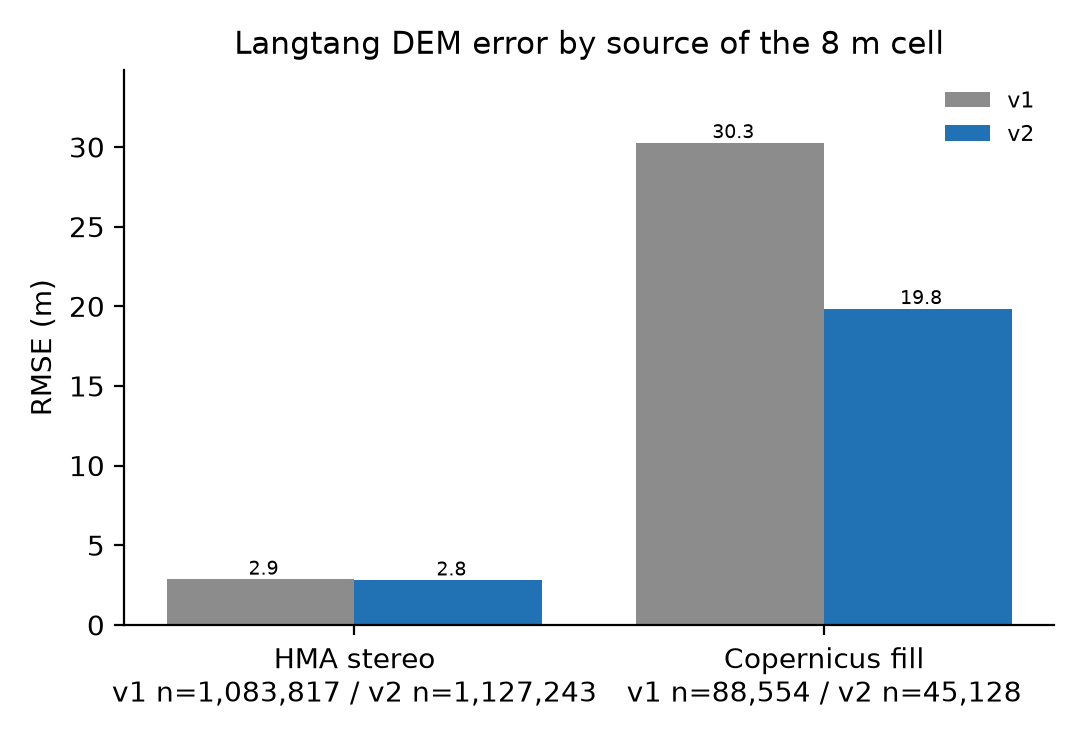 Langtang DEM error by source of the 8 m cell
v1
v2
RMSE (m)
30
25
20
15
10
5
0
2.9
2.8
30.3
19.8
HMA stereo
v1 n=1,083,817 / v2 n=1,127,243
Copernicus fill
v1 n=88,554 / v2 n=45,128